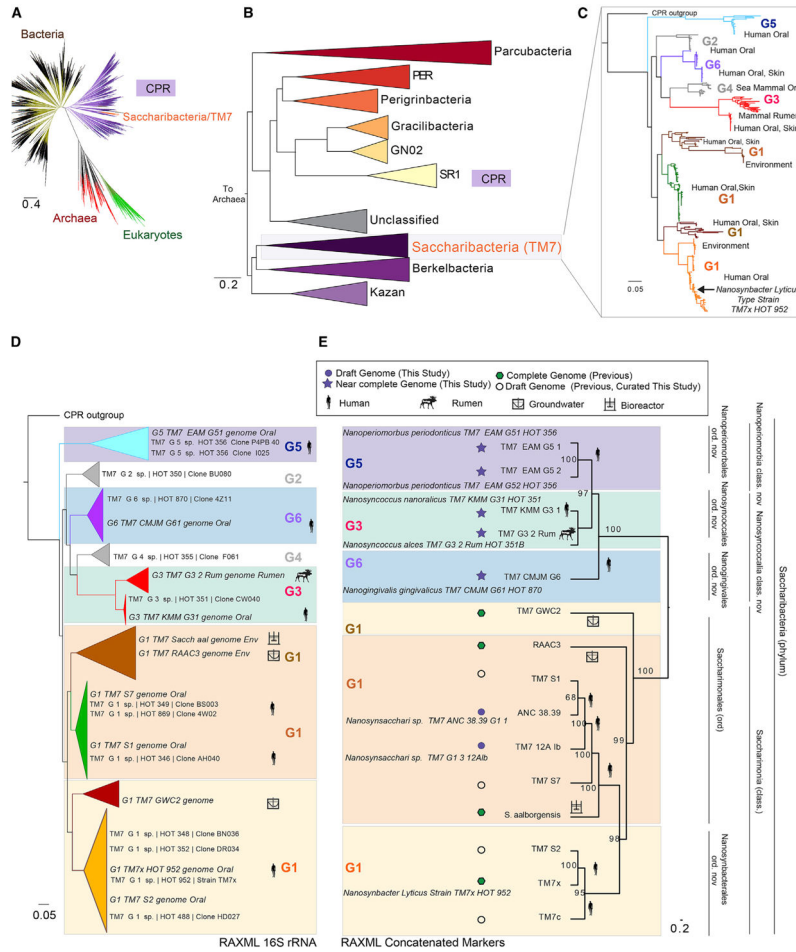 A
Bacteria
CPR
Saccharibacteria/TM7
0.4
Archaea
Eukaryotes
B
Parcubacteria
PER
Perigrinbacteria
Gracilibacteria
GN02
SR1
CPR
To
Archaea
Unclassified
Saccharibacteria (TM7)
Berkelbacteria
Kazan
0.2
C
CPR outgroup
G5
Human Oral
G2
Human Oral
G6
Human Oral, Skin
G4
Sea Mammal Or
G3
Mammal Rumen
Human Oral, Skin
Human Oral, Skin
G1
Environment
Human Oral,Skin
G1
Human Oral, Skin
G1
Environment
G1
Human Oral
0.05
Nanosynbacter Lyticus
Type Strain
TM7x HOT 952
D
CPR outgroup
G5 TM7 EAM G51 genome Oral
TM7 G 5 sp. HOT 356 Clone P4PB 40
TM7 G 5 sp. HOT 356 Clone I025
G5
TM7 G 2 sp. | HOT 350 | Clone BU080
G2
TM7 G 6 sp. | HOT 870 | Clone 4Z11
G6
G6 TM7 CMJM G61 genome Oral
TM7 G 4 sp. | HOT 355 | Clone F061
G4
G3 TM7 G3 2 Rum genome Rumen
G3
TM7 G 3 sp. | HOT 351 | Clone CW040
G3 TM7 KMM G31 genome Oral
G1 TM7 Sacch aal genome Env
G1
G1 TM7 RAAC3 genome Env
G1 TM7 S7 genome Oral
TM7 G 1 sp. | HOT 349 | Clone BS003
TM7 G 1 sp. | HOT 869 | Clone 4W02
G1
G1 TM7 S1 genome Oral
TM7 G 1 sp. | HOT 346 | Clone AH040
G1 TM7 GWC2 genome
TM7 G 1 sp. | HOT 348 | Clone BN036
TM7 G 1 sp. | HOT 352 | Clone DR034
G1 TM7x HOT 952 genome Oral
G1
TM7 G 1 sp. | HOT 952 | Strain TM7x
G1 TM7 S2 genome Oral
TM7 G 1 sp. | HOT 488 | Clone HD027
0.05
RAXML 16S rRNA
E
Draft Genome (This Study)
Near complete Genome (This Study)
Complete Genome (Previous)
Draft Genome (Previous, Curated This Study)
Human
Rumen
Groundwater
Bioreactor
Nanoperiomorbus periodonticus TM7 EAM G51 HOT 356
TM7 EAM G5 1
G5
100
TM7 EAM G5 2
Nanoperiomorbus periodonticus TM7 EAM G52 HOT 356
97
Nanosyncoccus nanoralicus TM7 KMM G31 HOT 351
TM7 KMM G3 1
G3
100
TM7 G3 2 Rum
100
Nanosyncoccus alces TM7 G3 2 Rum HOT 351B
G6
TM7 CMJM G6
Nanogingivalis gingivalicus TM7 CMJM G61 HOT 870
TM7 GWC2
G1
RAAC3
100
G1
TM7 S1
68
ANC 38.39
Nanosynsacchari sp. TM7 ANC 38.39 G1 1
100
99
TM7 12A Ib
Nanosynsacchari sp. TM7 G1 3 12Alb
100
TM7 S7
100
S. aalborgensis
98
TM7 S2
G1
100
TM7x
Nanosynbacter Lyticus Strain TM7x HOT 952
95
TM7c
0.2
RAXML Concatenated Markers
Nanoperiomorbales
ord. nov
Nanosyncoccales
ord. nov
Nanogingivales
ord. nov
Saccharimonales (ord)
Nanosynbacterales
ord. nov
Nanoperiomorbia class. nov
Nanosyncoccalia class. nov
Saccharimonia (class.)
Saccharibacteria (phylum)